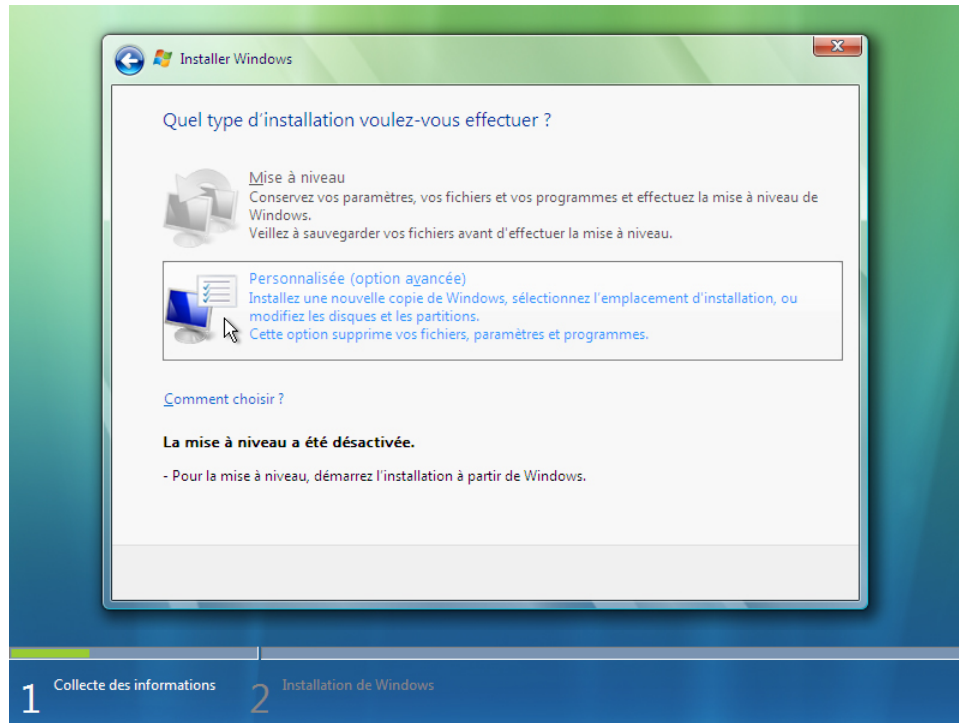 Installer Windows
Quel type d'installation voulez-vous effectuer ?
Mise à niveau
Conservez vos paramètres, vos fichiers et vos programmes et effectuez la mise à niveau de
Windows.
Veillez à sauvegarder vos fichiers avant d'effectuer la mise à niveau.
Personnalisée (option avancée)
Installez une nouvelle copie de Windows, sélectionnez l'emplacement d'installation, ou
modifiez les disques et les partitions.
Cette option supprime vos fichiers, paramètres et programmes.
Comment choisir ?
La mise à niveau a été désactivée.
- Pour la mise à niveau, démarrez l'installation à partir de Windows.
1 Collecte des informations
2 Installation de Windows